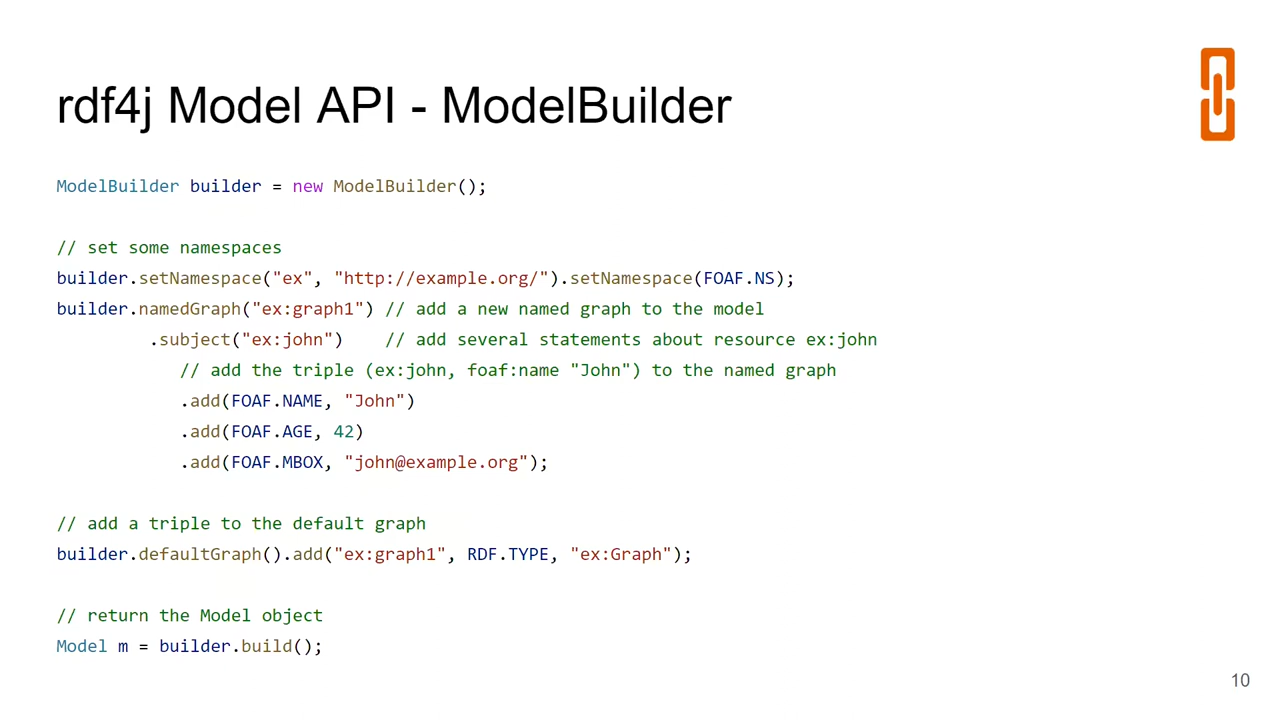 rdf4j Model API - ModelBuilder
ModelBuilder builder = new ModelBuilder();
// set some namespaces
builder.setNamespace("ex", "http://example.org/").setNamespace(FOAF.NS);
builder.namedGraph("ex:graph1") // add a new named graph to the model
.subject("ex:john") // add several statements about resource ex:john
// add the triple (ex:john, foaf:name "John") to the named graph
.add(FOAF.NAME, "John")
.add(FOAF.AGE, 42)
.add(FOAF.MBOX, "john@example.org");
// add a triple to the default graph
builder.defaultGraph().add("ex:graph1", RDF.TYPE, "ex:Graph");
// return the Model object
Model m = builder.build();
10